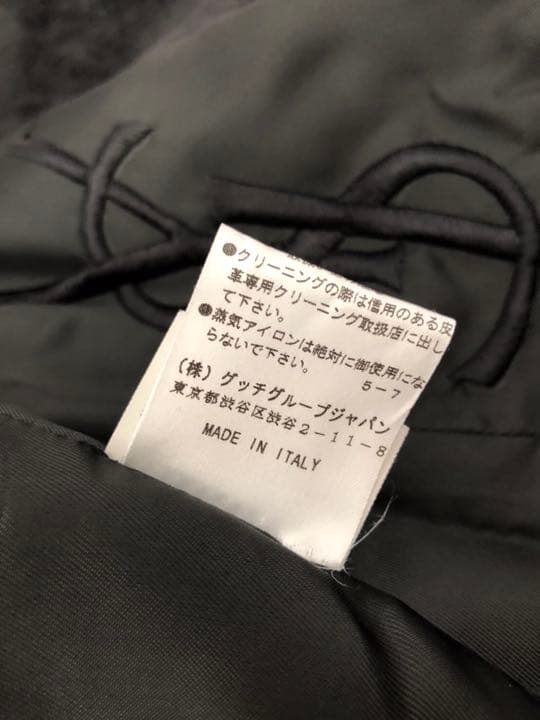 ●クリーニングの際は信用のある皮
革専用クリーニング取扱店に出し
て下さい。
●蒸気アイロンは絶対に御使用にな
らないで下さい。 5-7
(株) グッチグループジャパン
東京都渋谷区渋谷2-11-8
MADE IN ITALY